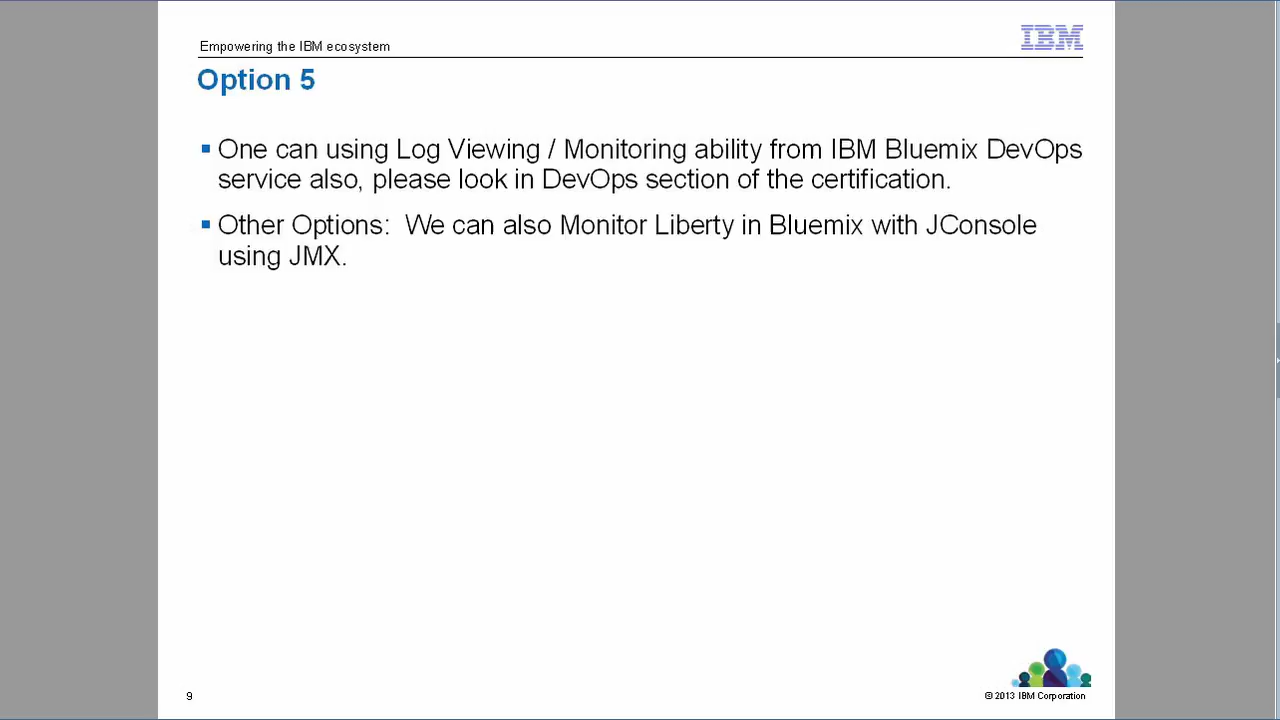 Empowering the IBM ecosystem
IBM
Option 5
One can using Log Viewing / Monitoring ability from IBM Bluemix DevOps
service also, please look in DevOps section of the certification.
Other Options: We can also Monitor Liberty in Bluemix with JConsole
using JMX.
9
© 2013 IBM Corporation